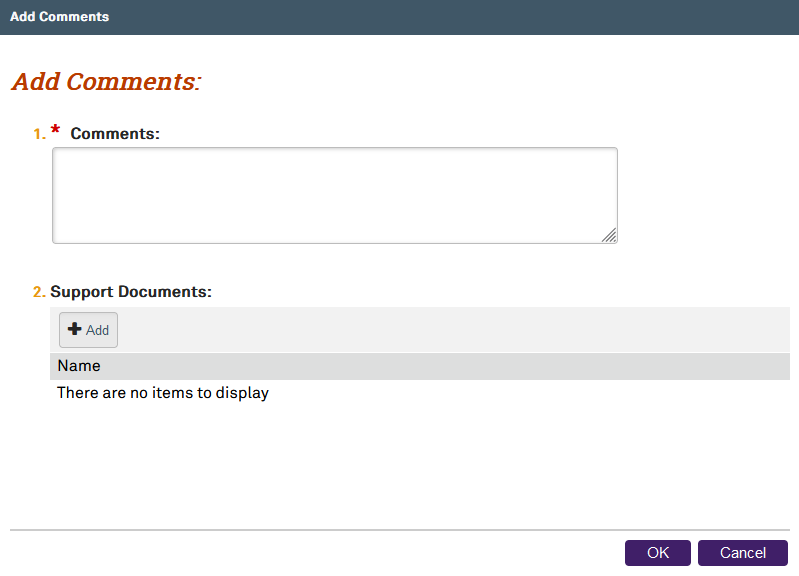 Add Comments
Add Comments:
1. * Comments:
2. Support Documents:
+ Add
Name
There are no items to display
OK Cancel